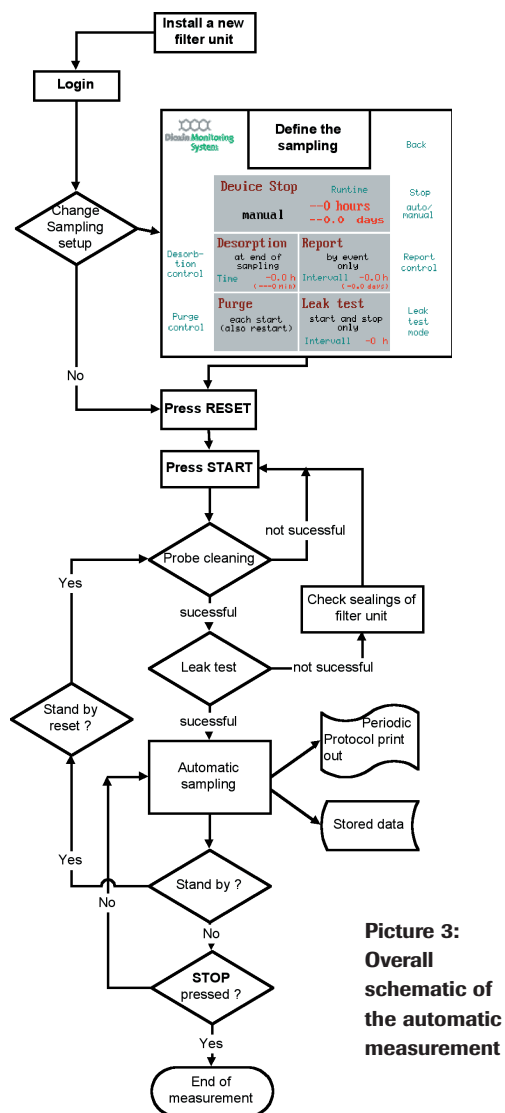 Install a new
filter unit
Login
Dioxin Monitoring
System
Define the
sampling
Back
Device Stop
Runtime
manual
--0 hours
--0.0 days
Stop
auto/
manual
Change
Sampling
setup
Desorb-
tion
control
Desorption
at end of
sampling
Time -0.0 h
(---0 Min)
Report
by event
only
Intervall -0.0 h
(-0.0 days)
Report
control
Purge
control
Purge
each start
(also restart)
Leak test
start and stop
only
Intervall -0 h
Leak
test
mode
No
Press RESET
Press START
not sucessful
Probe cleaning
Yes
Check sealings of
filter unit
sucessful
Leak test
not sucessful
Stand by
reset ?
sucessful
Periodic
Protocol print
out
Automatic
sampling
Stored data
Yes
Stand by ?
No
No
STOP
pressed ?
Yes
End of
measurement
Picture 3:
Overall
schematic of
the automatic
measurement